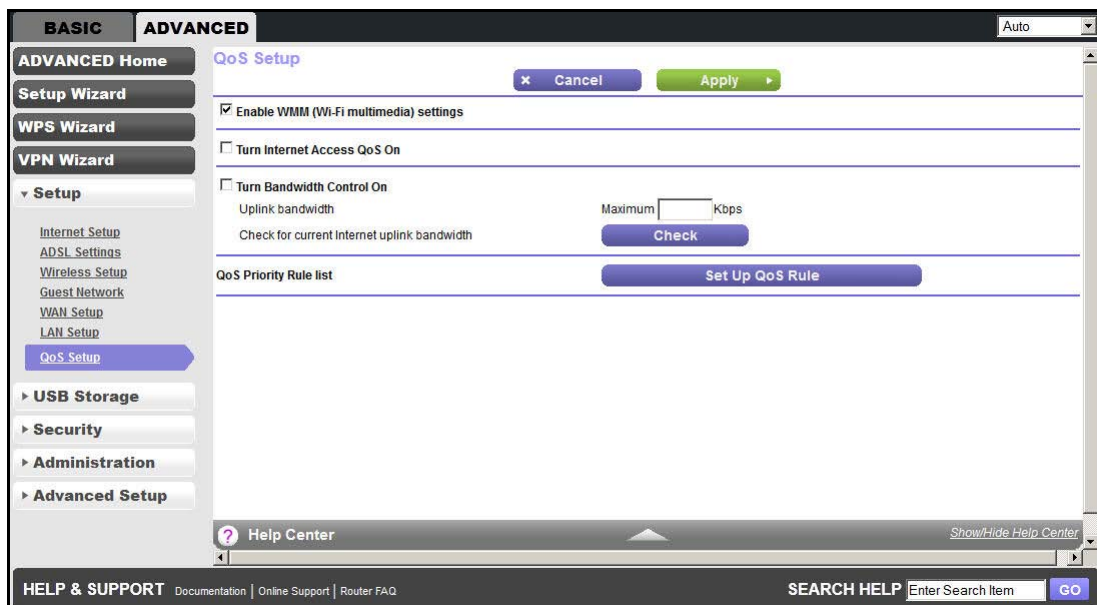 BASIC ADVANCED Auto
ADVANCED Home
Setup Wizard
WPS Wizard
VPN Wizard
Setup
Internet Setup
ADSL Settings
Wireless Setup
Guest Network
WAN Setup
LAN Setup
QoS Setup
USB Storage
Security
Administration
Advanced Setup
QoS Setup
Cancel Apply
Enable WMM (Wi-Fi multimedia) settings
Turn Internet Access QoS On
Turn Bandwidth Control On
Uplink bandwidth Maximum Kbps
Check for current Internet uplink bandwidth Check
QoS Priority Rule list Set Up QoS Rule
? Help Center Show/Hide Help Center
HELP & SUPPORT Documentation | Online Support | Router FAQ SEARCH HELP Enter Search Item GO